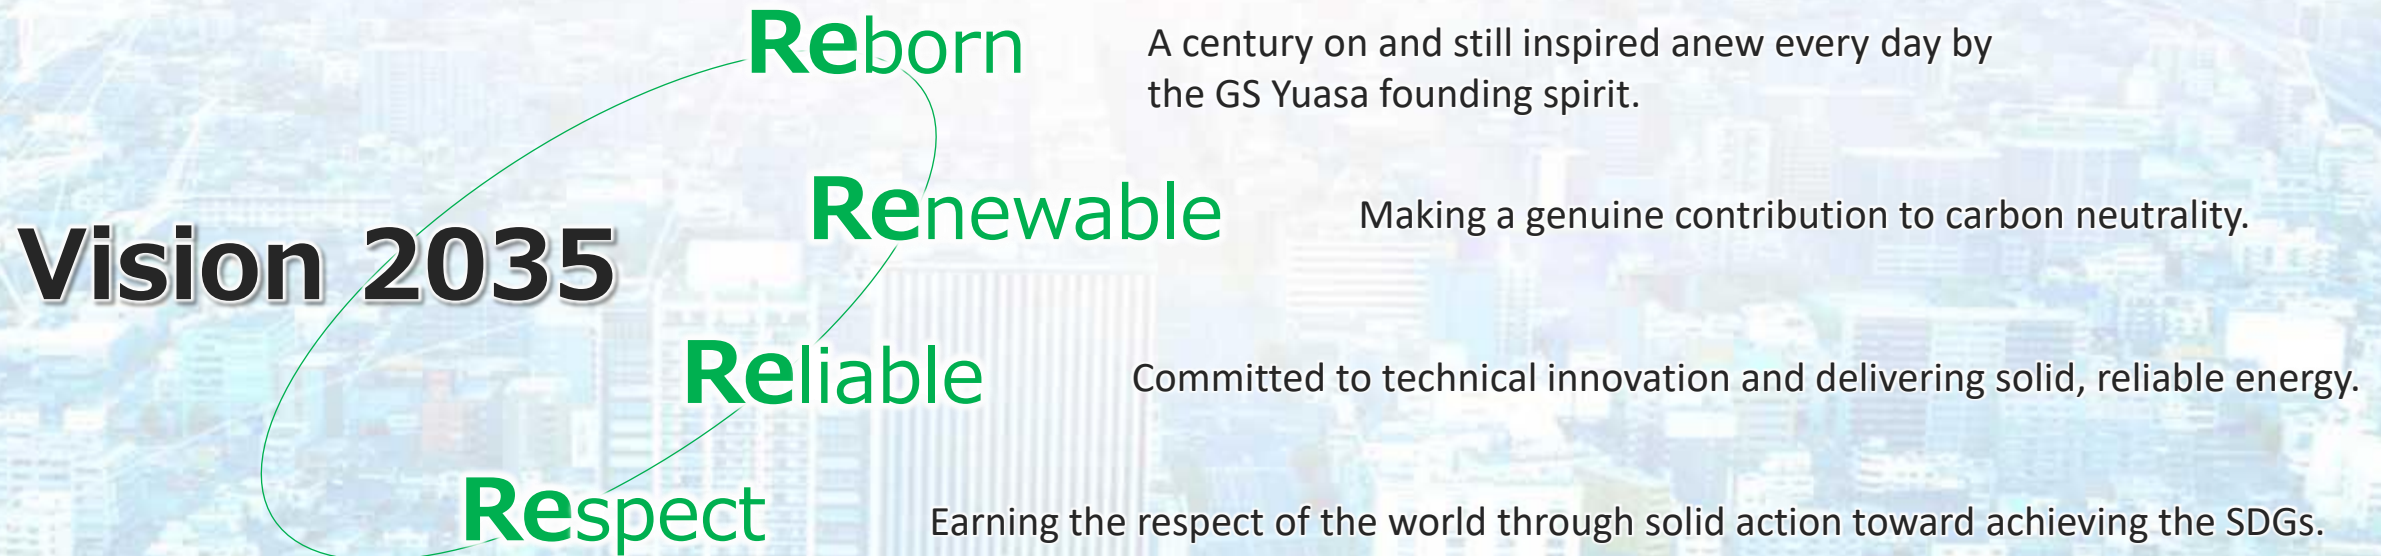 Reborn
A century on and still inspired anew every day by
the GS Yuasa founding spirit.
Renewable
Making a genuine contribution to carbon neutrality.
Vision 2035
Reliable
Committed to technical innovation and delivering solid, reliable energy.
Respect
Earning the respect of the world through solid action toward achieving the SDGs.